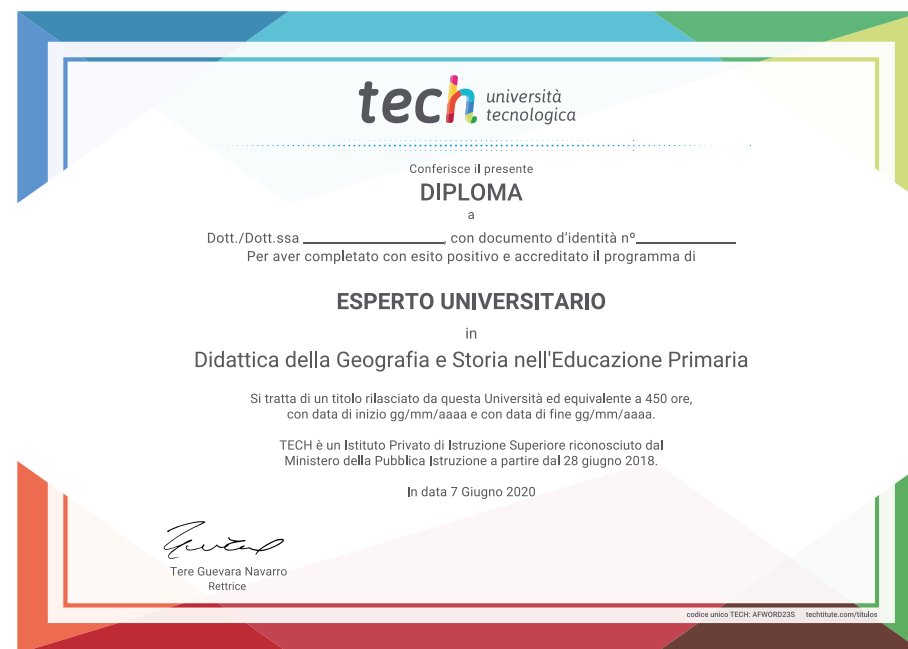 tech università
tecnologica
Conferisce il presente
DIPLOMA
a
Dott./Dott.ssa ____________________, con documento d'identità nº______________
Per aver completato con esito positivo e accreditato il programma di
ESPERTO UNIVERSITARIO
in
Didattica della Geografia e Storia nell'Educazione Primaria
Si tratta di un titolo rilasciato da questa Università ed equivalente a 450 ore,
con data di inizio gg/mm/aaaa e con data di fine gg/mm/aaaa.
TECH è un Istituto Privato di Istruzione Superiore riconosciuto dal
Ministero della Pubblica Istruzione a partire dal 28 giugno 2018.
In data 7 Giugno 2020
Tere Guevara Navarro
Rettrice
codice unico TECH: AFWORD23S techtitute.com/titulos